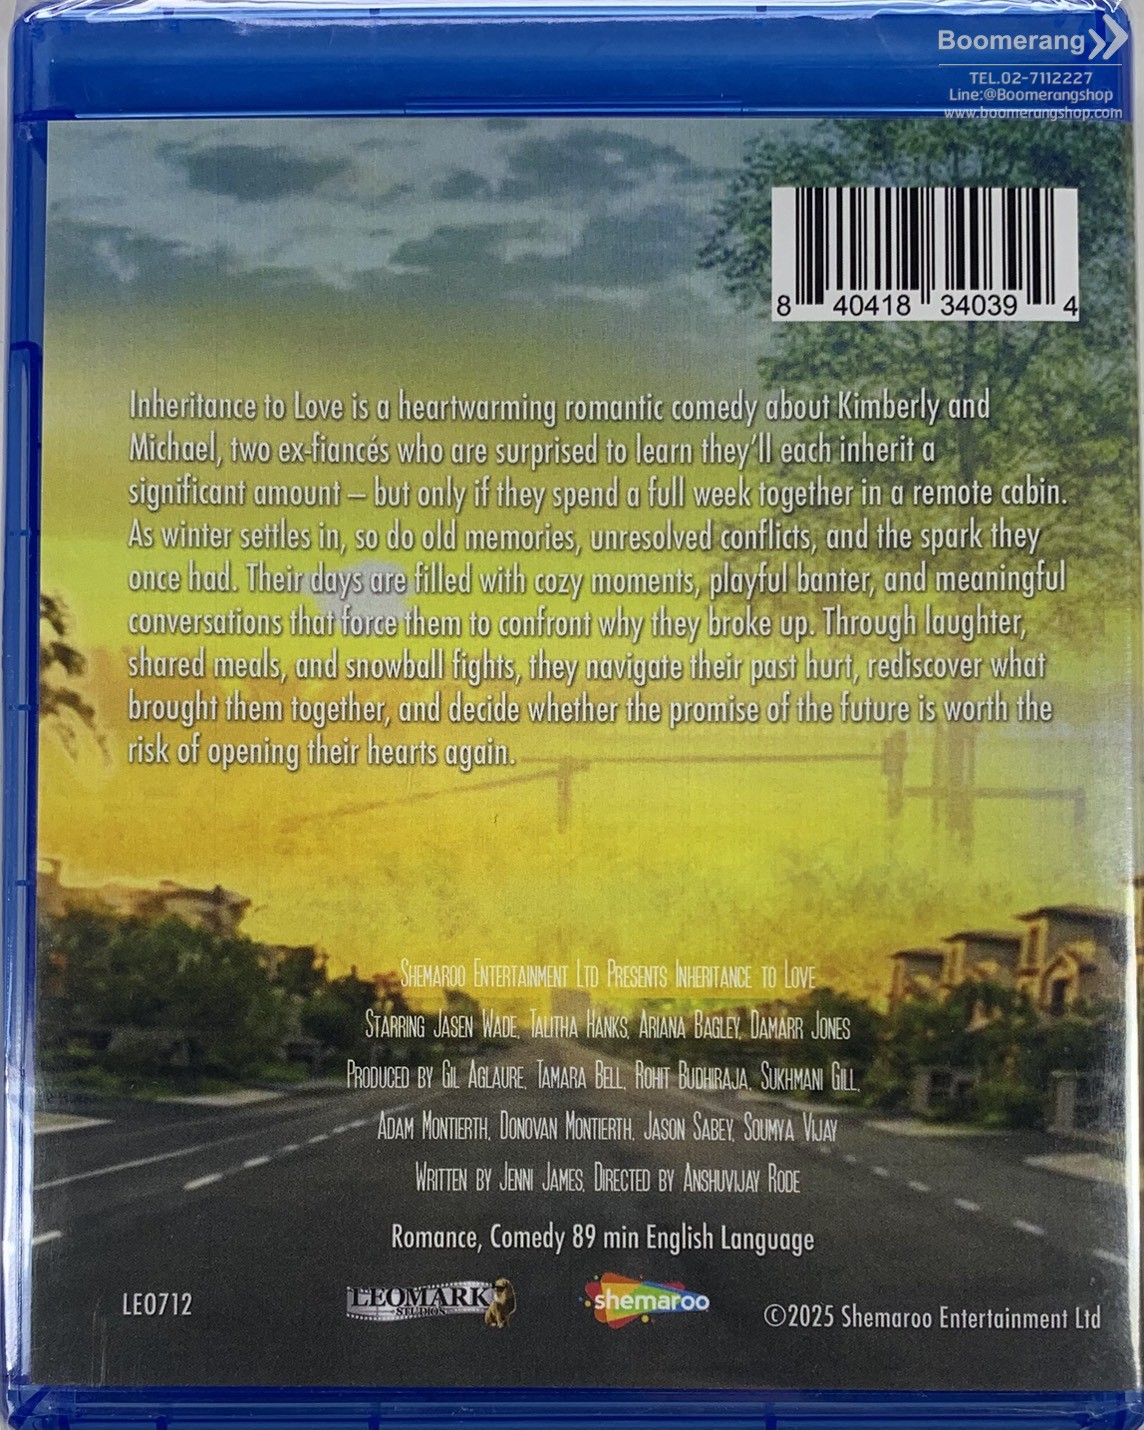 Boomerang
TEL.02-7112227
Line:@Boomerangshop
www.boomerangshop.com
8 40418 34039 4
Inheritance to Love is a heartwarming romantic comedy about Kimberly and
Michael, two ex-fiancés who are surprised to learn they’ll each inherit a
significant amount – but only if they spend a full week together in a remote cabin.
As winter settles in, so do old memories, unresolved conflicts, and the spark they
once had. Their days are filled with cozy moments, playful banter, and meaningful
conversations that force them to confront why they broke up. Through laughter,
shared meals, and snowball fights, they navigate their past hurt, rediscover what
brought them together, and decide whether the promise of the future is worth the
risk of opening their hearts again.
Shemaroo Entertainment Ltd Presents Inheritance to Love
Starring Jasen Wade, Talitha Hanks, Ariana Bagley, Damarr Jones
Produced by Gil Aglaure, Tamara Bell, Rohit Budhiraja, Sukhmani Gill,
Adam Montierth, Donovan Montierth, Jason Sabey, Soumya Vijay
Written by Jenni James, Directed by Anshuvijay Rode
Romance, Comedy 89 min English Language
LEO712
LEOMARK
STUDIOS
shemaroo
©2025 Shemaroo Entertainment Ltd